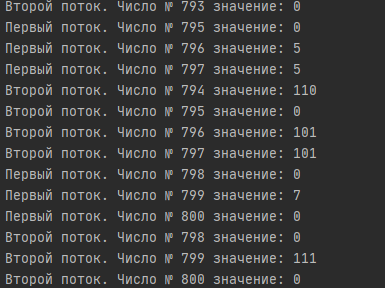 Второй поток. Число № 793 значение: 0
Первый поток. Число № 795 значение: 0
Первый поток. Число № 796 значение: 5
Первый поток. Число № 797 значение: 5
Второй поток. Число № 794 значение: 110
Второй поток. Число № 795 значение: 0
Второй поток. Число № 796 значение: 101
Второй поток. Число № 797 значение: 101
Первый поток. Число № 798 значение: 0
Первый поток. Число № 799 значение: 7
Первый поток. Число № 800 значение: 0
Второй поток. Число № 798 значение: 0
Второй поток. Число № 799 значение: 111
Второй поток. Число № 800 значение: 0